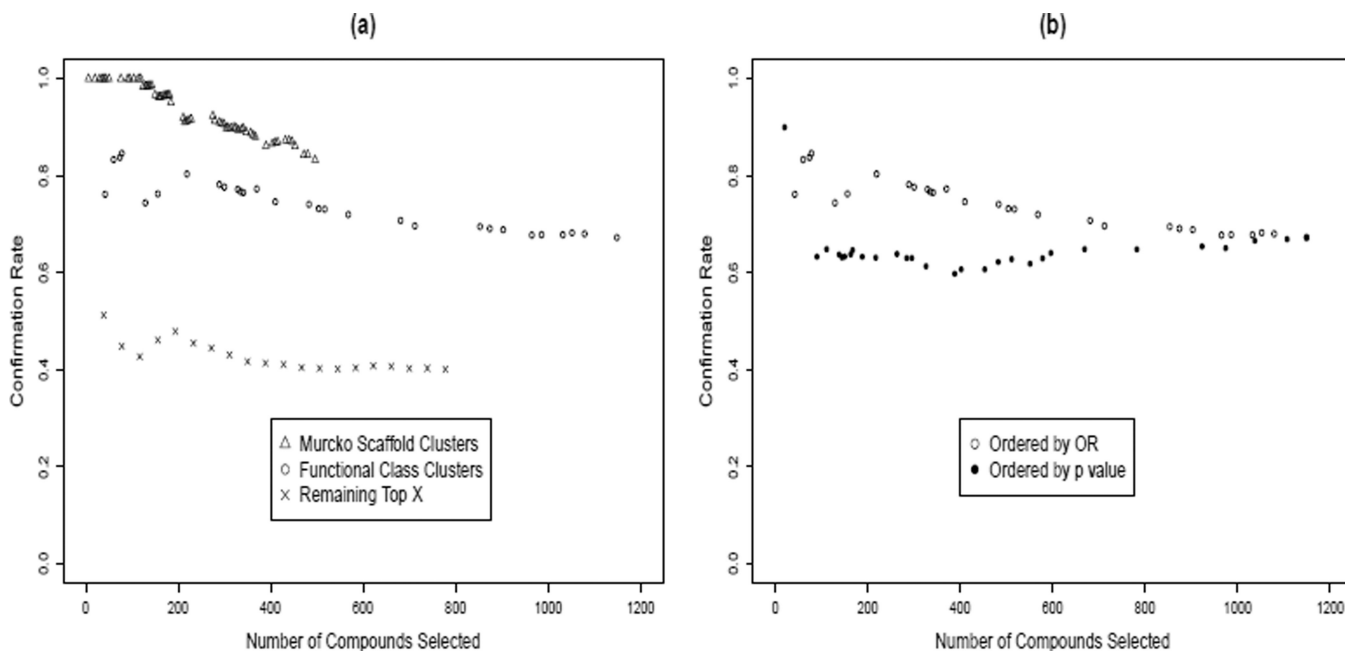 (a)
1.0
0.8
0.6
0.4
0.2
0.0
Confirmation Rate
Murcko Scaffold Clusters
Functional Class Clusters
Remaining Top X
0 200 400 600 800 1000 1200
Number of Compounds Selected
(b)
1.0
0.8
0.6
0.4
0.2
0.0
Confirmation Rate
Ordered by OR
Ordered by p value
0 200 400 600 800 1000 1200
Number of Compounds Selected